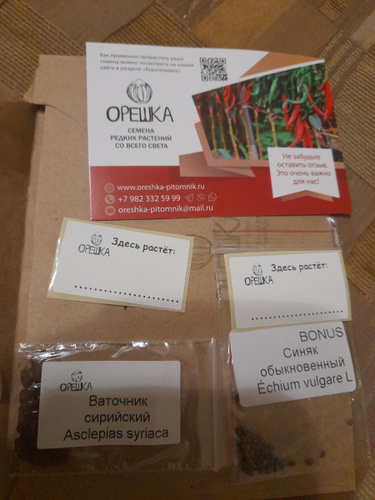 Как правильно прорастить ваши
семена можно посмотреть на нашем
сайте в разделе «Агротехника»
ОРЕШКА
СЕМЕНА
РЕДКИХ РАСТЕНИЙ
СО ВСЕГО СВЕТА
Не забудьте
оставить отзыв.
Это очень важно
для нас!
www.oreshka-pitomnik.ru
+7 982 332 59 99
oreshka-pitomnik@mail.ru
Здесь растёт:
ОРЕШКА
Здесь растёт:
ОРЕШКА
BONUS
Синяк
обыкновенный
Échium vulgare L
ОРЕШКА
Ваточник
сирийский
Asclepias syriaca